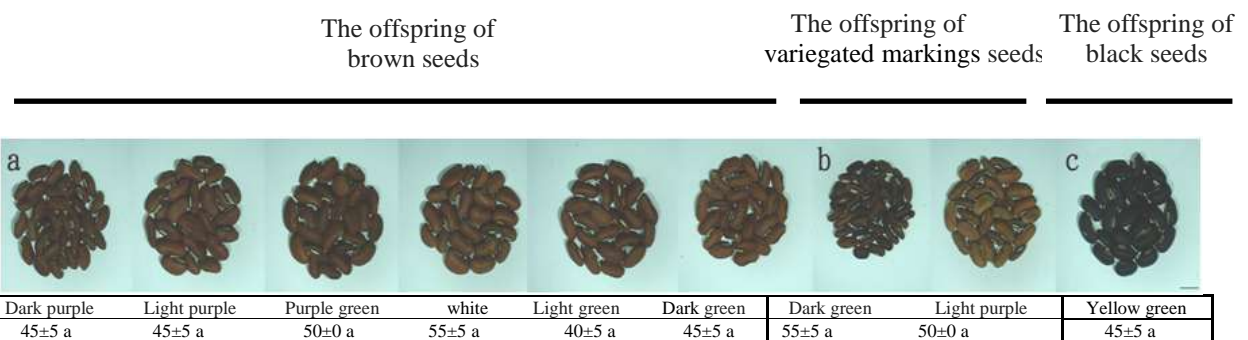 The offspring of
brown seeds
The offspring of
variegated markings seeds
The offspring of
black seeds
a
b
c
Dark purple Light purple Purple green white Light green Dark green Dark green Light purple Yellow green
45±5 a 45±5 a 50±0 a 55±5 a 40±5 a 45±5 a 55±5 a 50±0 a 45±5 a